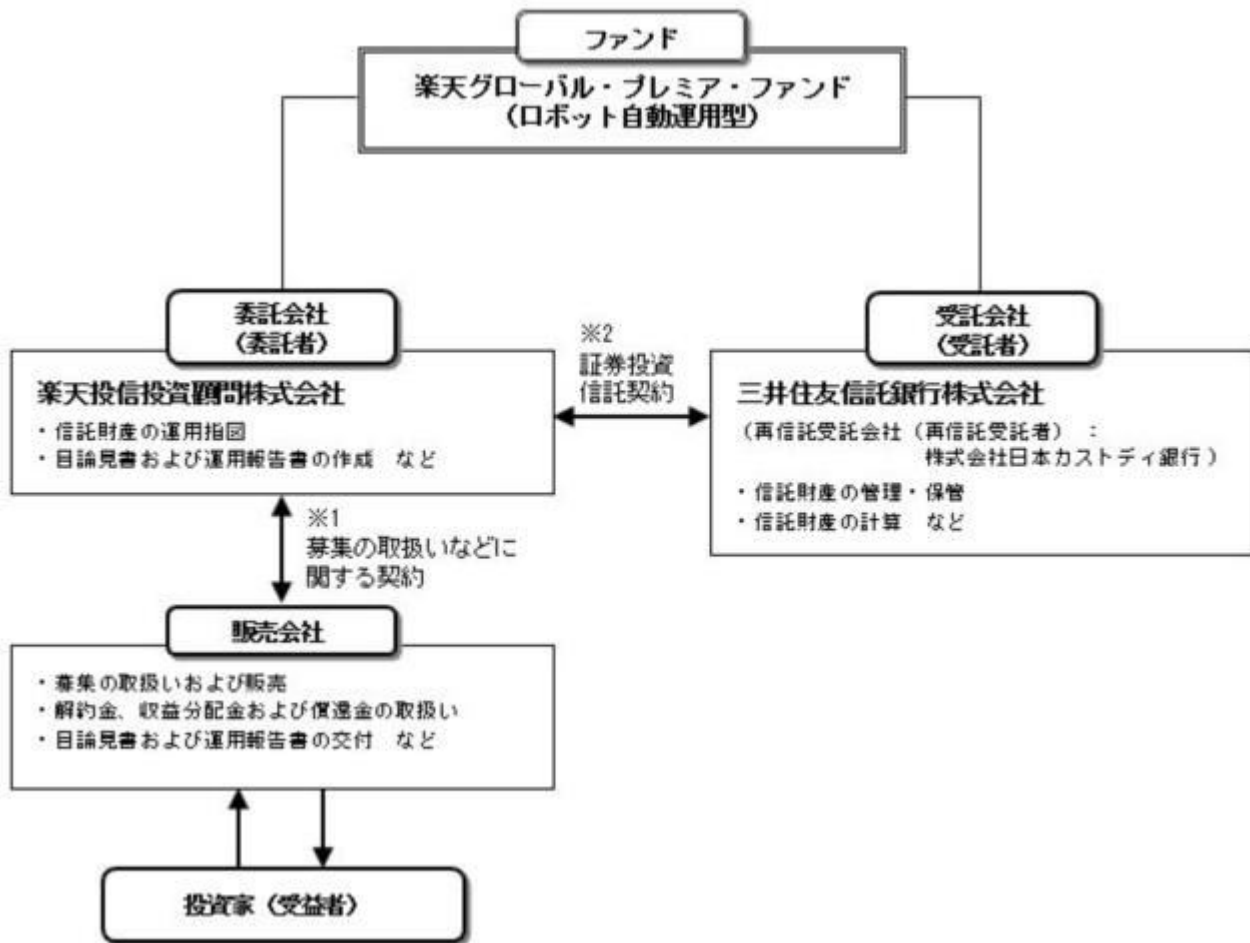 ファンド
楽天グローバル・プレミア・ファンド
(ロボット自動運用型)
委託会社
(委託者)
楽天投信投資顧問株式会社
・信託財産の運用指図
・目論見書および運用報告書の作成 など
※2
証券投資
信託契約
受託会社
(受託者)
三井住友信託銀行株式会社
(再信託受託会社(再信託受託者) :
株式会社日本カストディ銀行)
・信託財産の管理・保管
・信託財産の計算 など
※1
募集の取扱いなどに
関する契約
販売会社
・募集の取扱いおよび販売
・解約金、収益分配金および償還金の取扱い
・目論見書および運用報告書の交付 など
投資家(受益者)